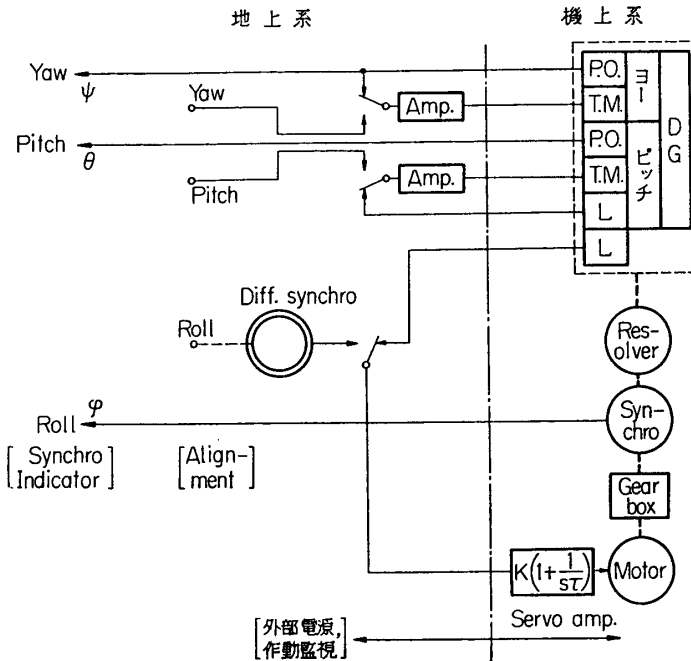 地上系
機上系
Yaw
ψ
Yaw
Amp.
P.O.
T.M.
ヨー
Pitch
θ
Pitch
Amp.
P.O.
T.M.
L
ピッチ
DG
L
Diff. synchro
Roll
Resolver
Roll
φ
Synchro
[Synchro
Indicator]
[Align-
ment]
Gear
box
K(1+1/sτ)
Motor
Servo amp.
[外部電源,
作動監視]